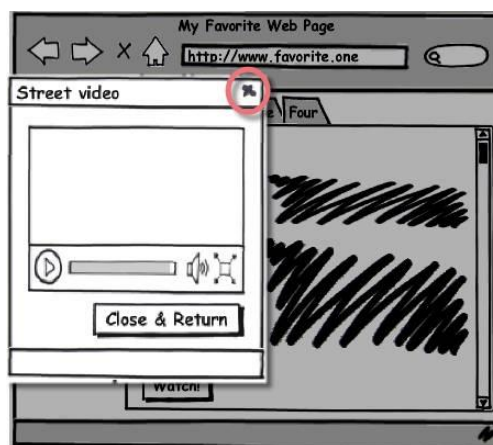 My Favorite Web Page
http://www.favorite.one
Street video
Four
Close & Return
Watch!